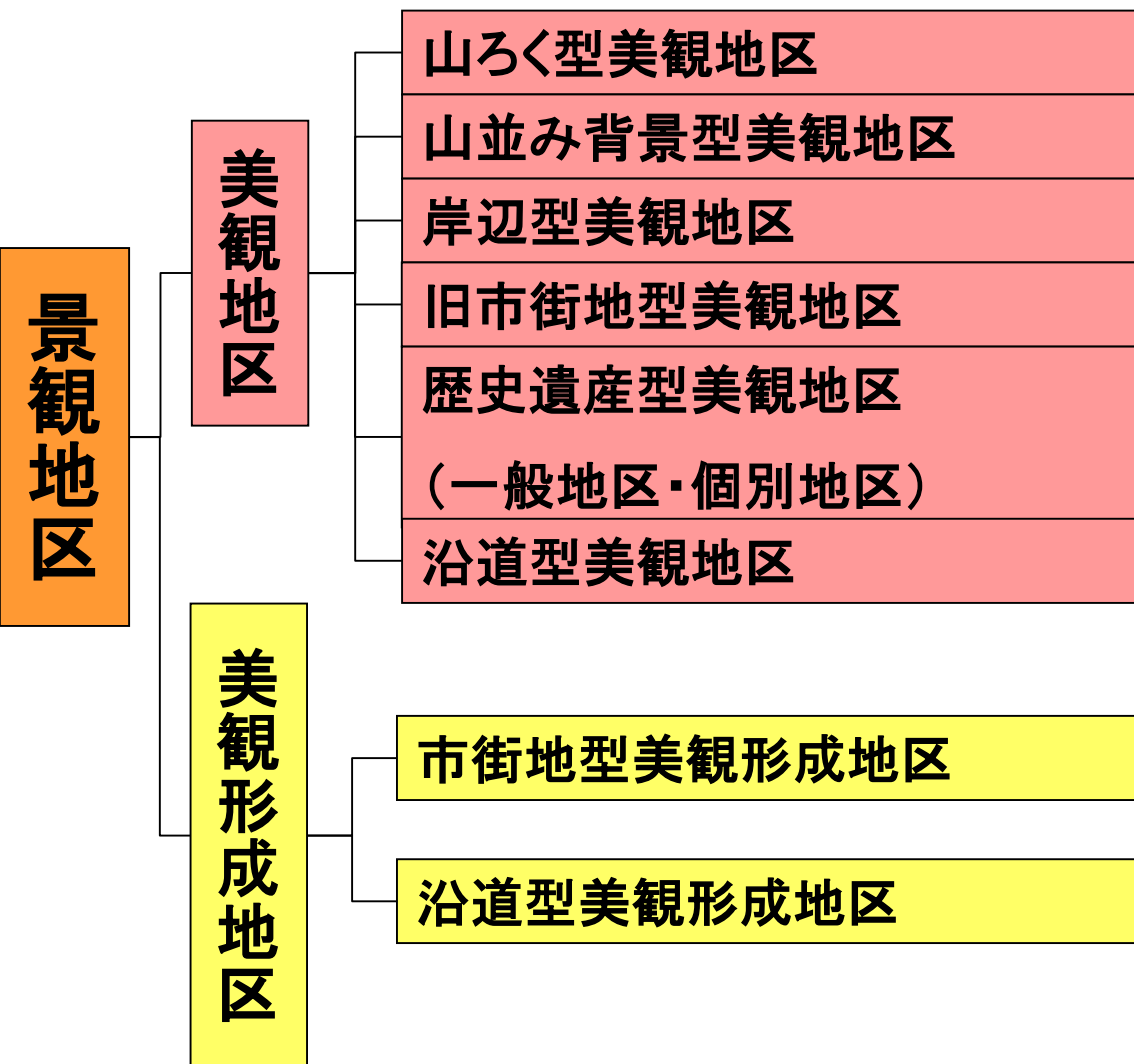 景観地区
美観地区
山ろく型美観地区
山並み背景型美観地区
岸辺型美観地区
旧市街地型美観地区
歴史遺産型美観地区
（一般地区・個別地区）
沿道型美観地区
美観形成地区
市街地型美観形成地区
沿道型美観形成地区